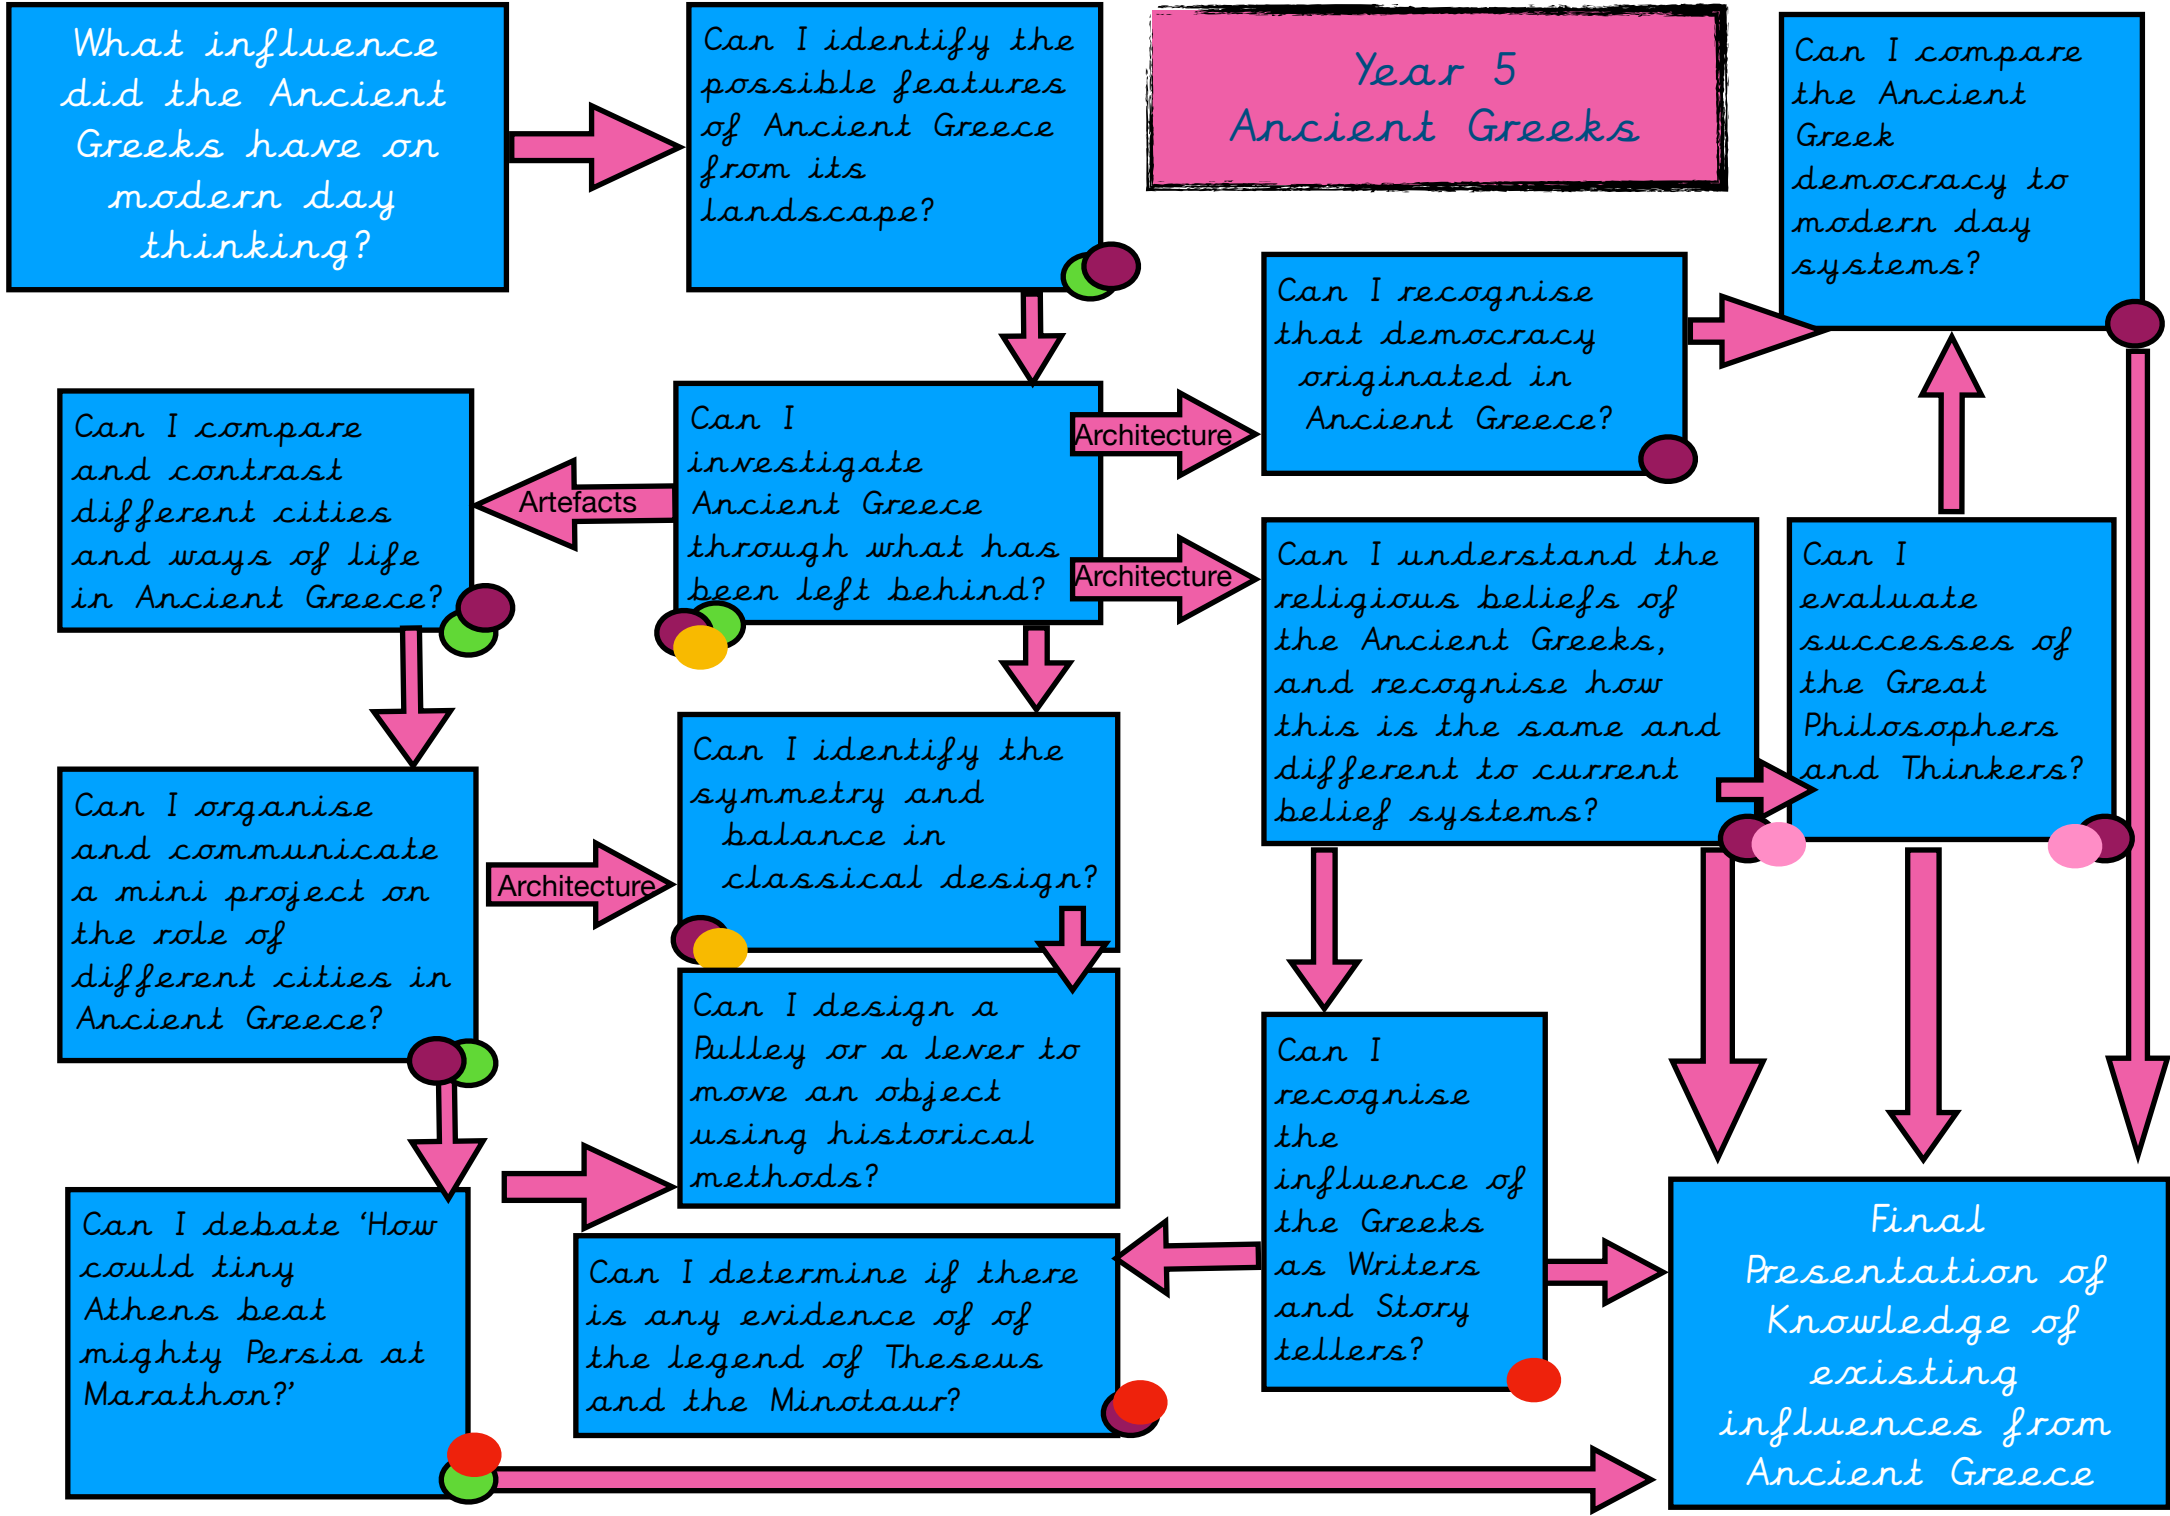 What influence
did the Ancient
Greeks have on
modern day
thinking?
Can I identify the
possible features
of Ancient Greece
from its
landscape?
Year 5
Ancient Greeks
Can I compare
the Ancient
Greek
democracy to
modern day
systems?
Can I recognise
that democracy
originated in
Ancient Greece?
Can I compare
and contrast
different cities
and ways of life
in Ancient Greece?
Artefacts
Can I
investigate
Ancient Greece
through what has
been left behind?
Architecture
Architecture
Can I understand the
religious beliefs of
the Ancient Greeks,
and recognise how
this is the same and
different to current
belief systems?
Can I
evaluate
successes of
the Great
Philosophers
and Thinkers?
Can I organise
and communicate
a mini project on
the role of
different cities in
Ancient Greece?
Architecture
Can I identify the
symmetry and
balance in
classical design?
Can I design a
Pulley or a lever to
move an object
using historical
methods?
Can I
recognise
the
influence of
the Greeks
as Writers
and Story
tellers?
Can I debate ‘How
could tiny
Athens beat
mighty Persia at
Marathon?’
Can I determine if there
is any evidence of of
the legend of Theseus
and the Minotaur?
Final
Presentation of
Knowledge of
existing
influences from
Ancient Greece